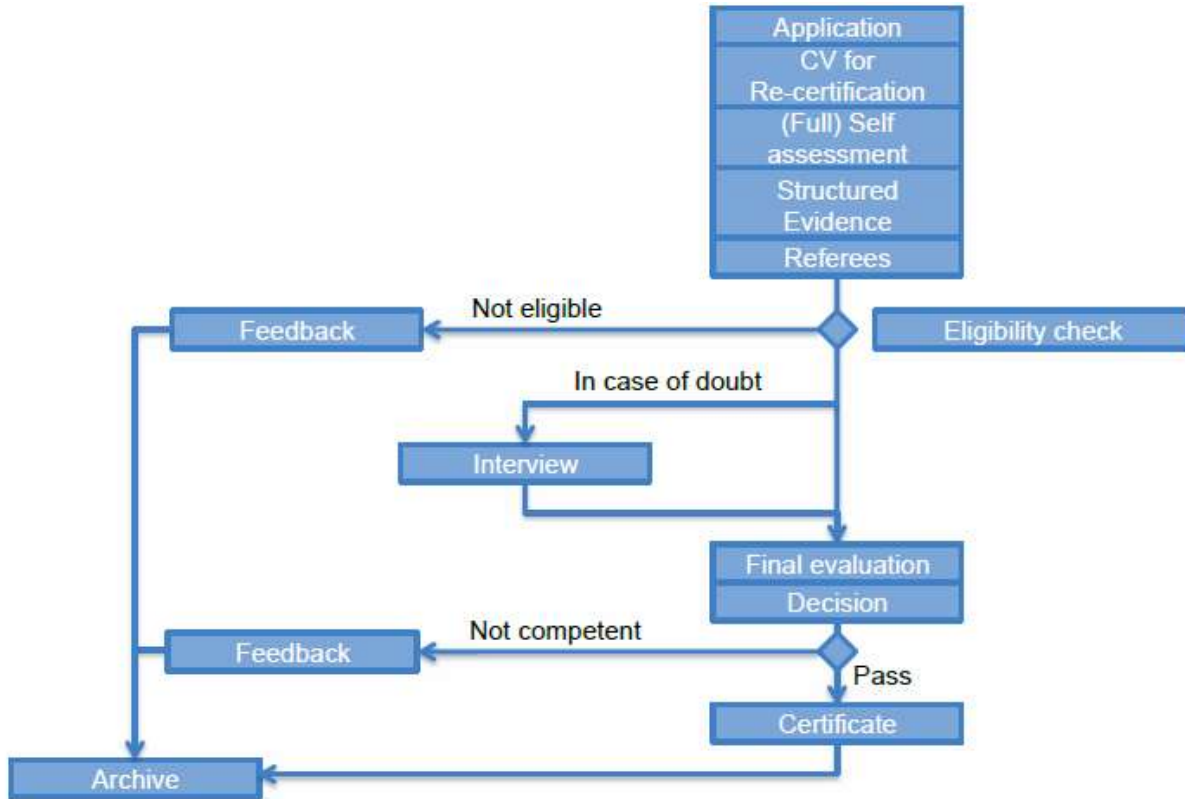 Application
CV for
Re-certification
(Full) Self
assessment
Structured
Evidence
Referees
Not eligible
Feedback
Eligibility check
In case of doubt
Interview
Final evaluation
Decision
Not competent
Feedback
Pass
Certificate
Archive